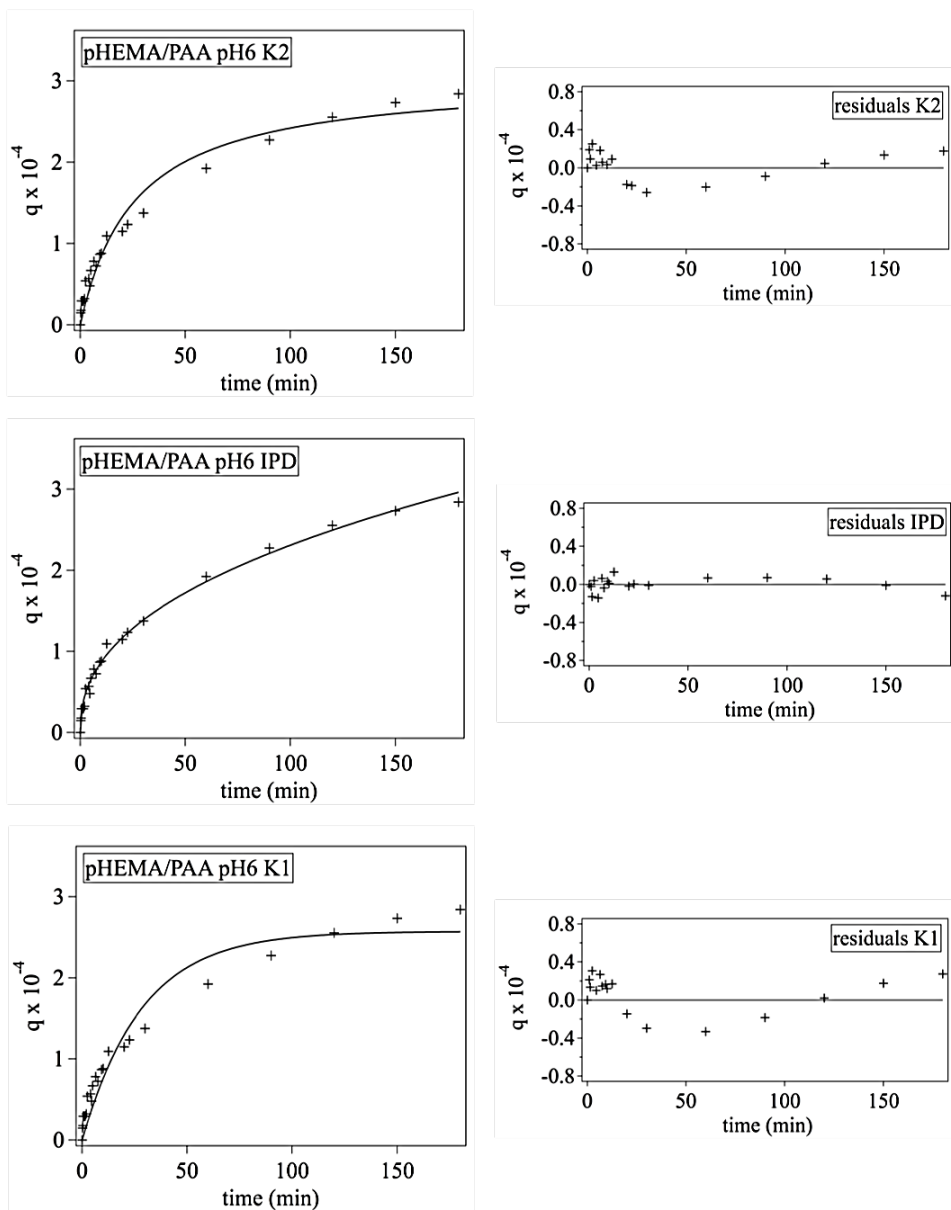 pHEMA/PAA pH6 K2
3
2
1
0
q x 10⁻⁴
0 50 100 150
time (min)
residuals K2
0.8
0.4
0.0
-0.4
-0.8
q x 10⁻⁴
0 50 100 150
time (min)
pHEMA/PAA pH6 IPD
3
2
1
0
q x 10⁻⁴
0 50 100 150
time (min)
residuals IPD
0.8
0.4
0.0
-0.4
-0.8
q x 10⁻⁴
0 50 100 150
time (min)
pHEMA/PAA pH6 K1
3
2
1
0
q x 10⁻⁴
0 50 100 150
time (min)
residuals K1
0.8
0.4
0.0
-0.4
-0.8
q x 10⁻⁴
0 50 100 150
time (min)